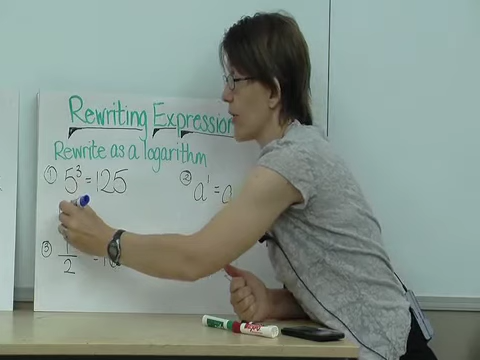 Rewriting Expression
Rewrite as a logarithm
① 5³ = 125
② a¹ = a
③ 1/2 =